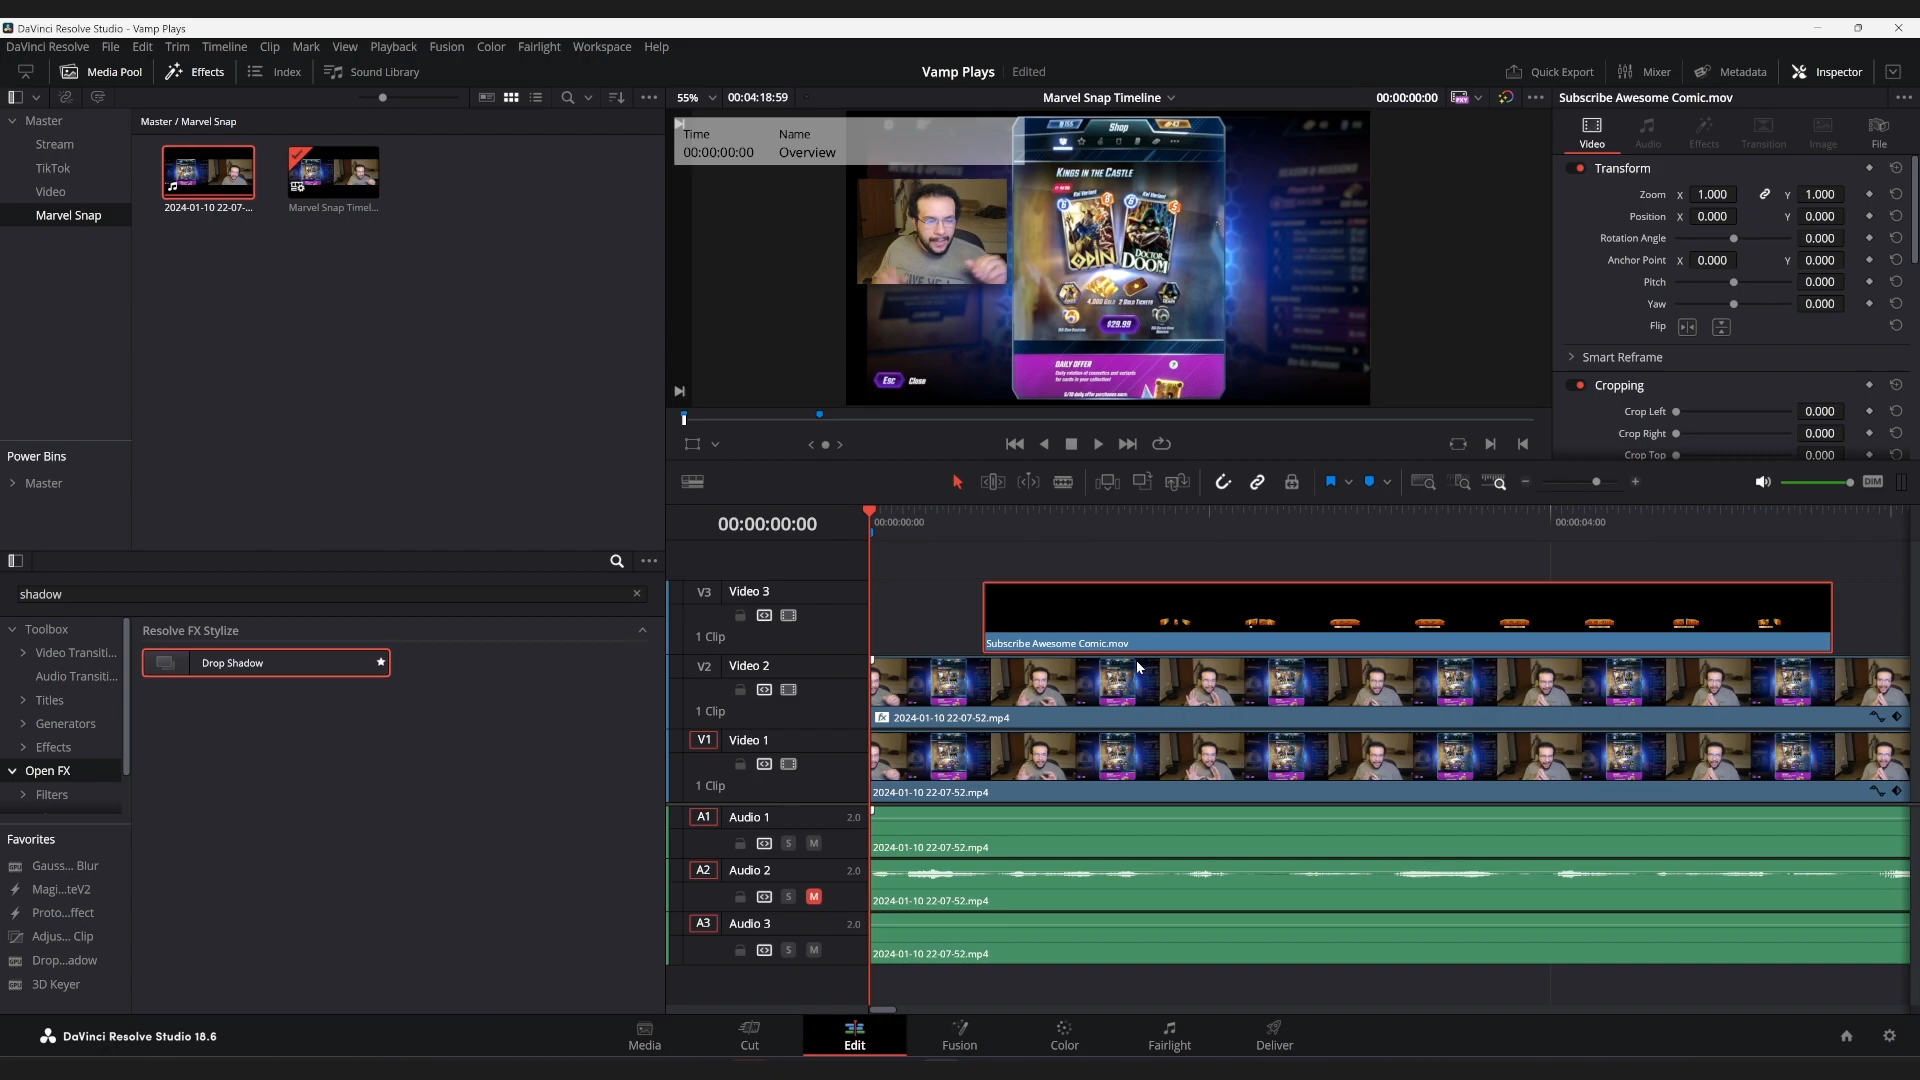 DaVinci Resolve Studio - Vamp Plays
DaVinci Resolve File Edit Trim Timeline Clip Mark View Playback Fusion Color Fairlight Workspace Help
Media Pool Effects Index Sound Library Vamp Plays Edited Quick Export Mixer Metadata Inspector
55% 00:04:18:59 Marvel Snap Timeline 00:00:00:00 Subscribe Awesome Comic.mov
Master
Stream
TikTok
Video
Marvel Snap
Master / Marvel Snap
2024-01-10 22-07-...
Marvel Snap Timel...
Power Bins
Master
Time Name
00:00:00:00 Overview
Shop
KINGS IN THE CASTLE
ODIN
DOCTOR DOOM
4,000 GOLD 2 GOLD TICKETS
$29.99
DAILY OFFER
Esc Close
Video Audio Effects Transition Image File
Transform
Zoom X 1.000 Y 1.000
Position X 0.000 Y 0.000
Rotation Angle 0.000
Anchor Point X 0.000 Y 0.000
Pitch 0.000
Yaw 0.000
Flip
Smart Reframe
Cropping
Crop Left 0.000
Crop Right 0.000
Crop Top 0.000
DIM
shadow
Toolbox
Video Transiti...
Audio Transiti...
Titles
Generators
Effects
Open FX
Filters
Resolve FX Stylize
Drop Shadow
Favorites
Gauss... Blur
Magi...teV2
Proto...ffect
Adjus... Clip
Drop...adow
3D Keyer
00:00:00:00
00:00:00:00
00:00:04:00
V3 Video 3
1 Clip
Subscribe Awesome Comic.mov
V2 Video 2
1 Clip
2024-01-10 22-07-52.mp4
V1 Video 1
1 Clip
2024-01-10 22-07-52.mp4
A1 Audio 1 2.0
S M
2024-01-10 22-07-52.mp4
A2 Audio 2 2.0
S M
2024-01-10 22-07-52.mp4
A3 Audio 3 2.0
S M
2024-01-10 22-07-52.mp4
DaVinci Resolve Studio 18.6
Media Cut Edit Fusion Color Fairlight Deliver